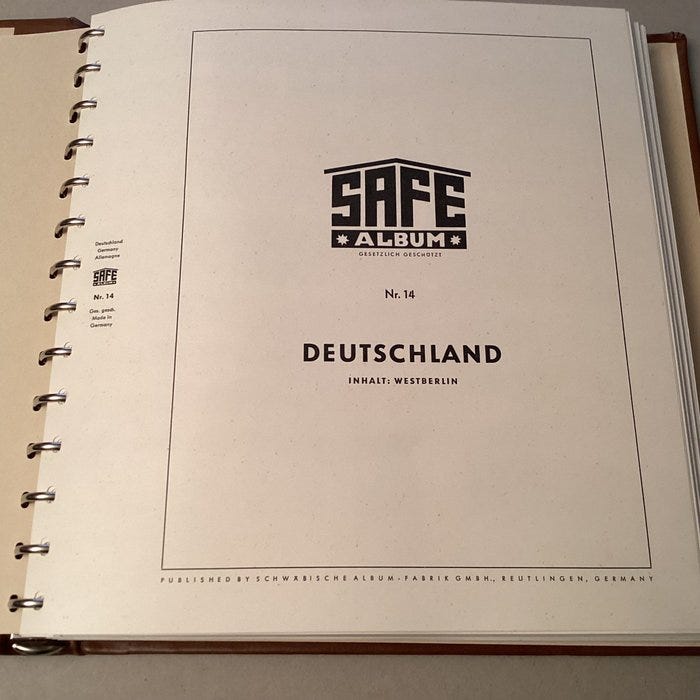 Deutschland
Germany
Allemagne
SAFE
ALBUM
Nr. 14
Ges. gesch.
Made in
Germany
SAFE
ALBUM
GESETZLICH GESCHÜTZT
Nr. 14
DEUTSCHLAND
INHALT: WESTBERLIN
PUBLISHED BY SCHWÄBISCHE ALBUM-FABRIK GMBH., REUTLINGEN, GERMANY